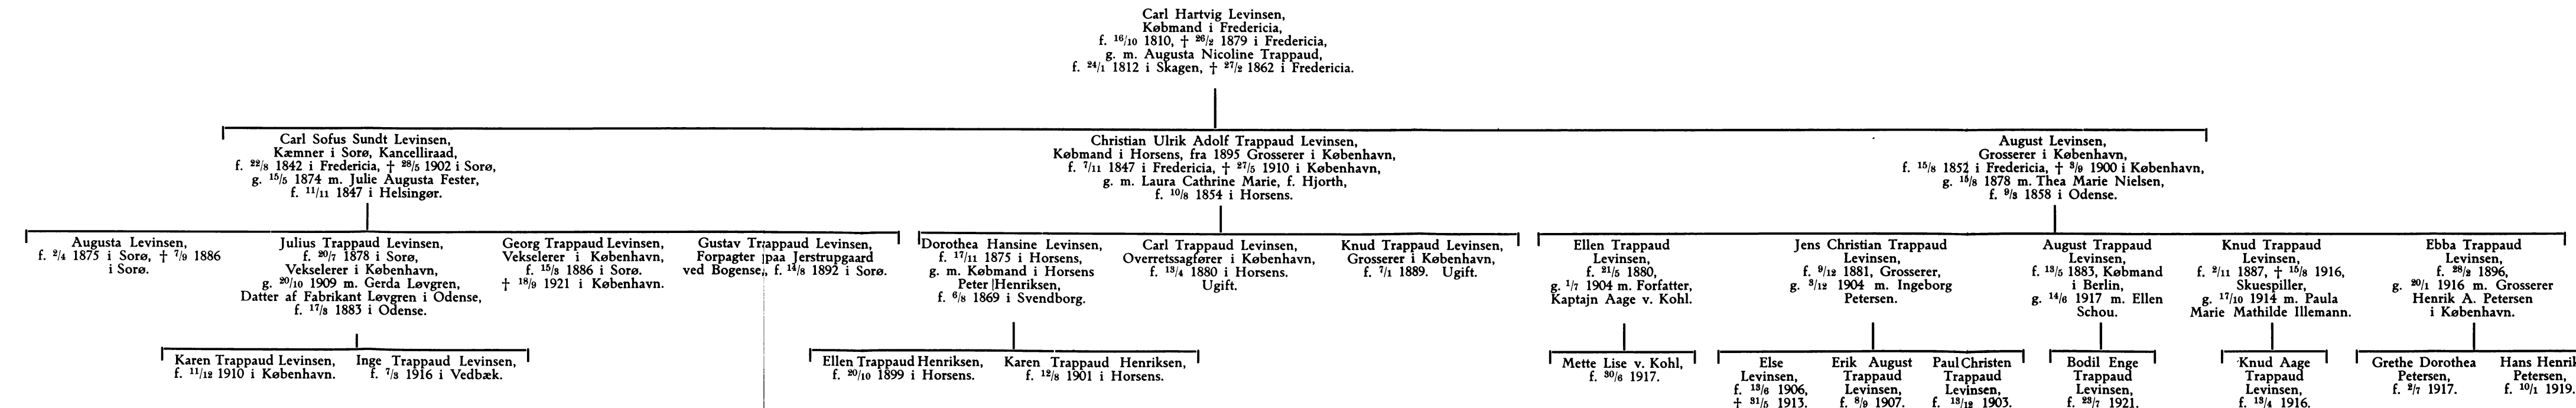 Carl Hartvig Levinsen,
Købmand i Fredericia,
f. 16/10 1810, † 26/2 1879 i Fredericia,
g. m. Augusta Nicoline Trappaud,
f. 24/1 1812 i Skagen, † 27/2 1862 i Fredericia.
Carl Sofus Sundt Levinsen,
Kæmner i Sorø, Kancelliraad,
f. 22/8 1842 i Fredericia, † 28/5 1902 i Sorø,
g. 15/5 1874 m. Julie Augusta Fester,
f. 11/11 1847 i Helsingør.
Christian Ulrik Adolf Trappaud Levinsen,
Købmand i Horsens, fra 1895 Grosserer i København,
f. 7/11 1847 i Fredericia, † 27/5 1910 i København,
g. m. Laura Cathrine Marie, f. Hjorth,
f. 10/8 1854 i Horsens.
August Levinsen,
Grosserer i København,
f. 15/8 1852 i Fredericia, † 3/9 1900 i København,
g. 15/8 1878 m. Thea Marie Nielsen,
f. 9/3 1858 i Odense.
Augusta Levinsen,
f. 2/4 1875 i Sorø, † 7/9 1886
i Sorø.
Julius Trappaud Levinsen,
f. 20/7 1878 i Sorø,
Vekselerer i København,
g. 20/10 1909 m. Gerda Løvgren,
Datter af Fabrikant Løvgren i Odense,
f. 17/3 1883 i Odense.
Georg Trappaud Levinsen,
Vekselerer i København,
f. 15/8 1886 i Sorø.
† 18/9 1921 i København.
Gustav Trappaud Levinsen,
Forpagter paa Jerstrupgaard
ved Bogense, f. 14/8 1892 i Sorø.
Dorothea Hansine Levinsen,
f. 17/11 1875 i Horsens,
g. m. Købmand i Horsens
Peter Henriksen,
f. 6/8 1869 i Svendborg.
Carl Trappaud Levinsen,
Overretssagfører i København,
f. 13/4 1880 i Horsens.
Ugift.
Knud Trappaud Levinsen,
Grosserer i København,
f. 7/1 1889. Ugift.
Ellen Trappaud
Levinsen,
f. 21/5 1880,
g. 1/7 1904 m. Forfatter,
Kaptajn Aage v. Kohl.
Jens Christian Trappaud
Levinsen,
f. 9/12 1881, Grosserer,
g. 3/12 1904 m. Ingeborg
Petersen.
August Trappaud
Levinsen,
f. 13/5 1883, Købmand
i Berlin,
g. 14/6 1917 m. Ellen
Schou.
Knud Trappaud
Levinsen,
f. 2/11 1887, † 15/8 1916,
Skuespiller,
g. 17/10 1914 m. Paula
Marie Mathilde Illemann.
Ebba Trappaud
Levinsen,
f. 28/2 1896,
g. 20/1 1916 m. Grosserer
Henrik A. Petersen
i København.
Karen Trappaud Levinsen,
f. 11/12 1910 i København.
Inge Trappaud Levinsen,
f. 7/3 1916 i Vedbæk.
Ellen Trappaud Henriksen,
f. 20/10 1899 i Horsens.
Karen Trappaud Henriksen,
f. 12/8 1901 i Horsens.
Mette Lise v. Kohl,
f. 30/6 1917.
Else
Levinsen,
f. 13/6 1906,
† 31/5 1913.
Erik August
Trappaud
Levinsen,
f. 8/9 1907.
Paul Christen
Trappaud
Levinsen,
f. 13/12 1903.
Bodil Enge
Trappaud
Levinsen,
f. 23/7 1921.
Knud Aage
Trappaud
Levinsen,
f. 13/4 1916.
Grethe Dorothea
Petersen,
f. 2/7 1917.
Hans Henrik
Petersen,
f. 10/1 1919.